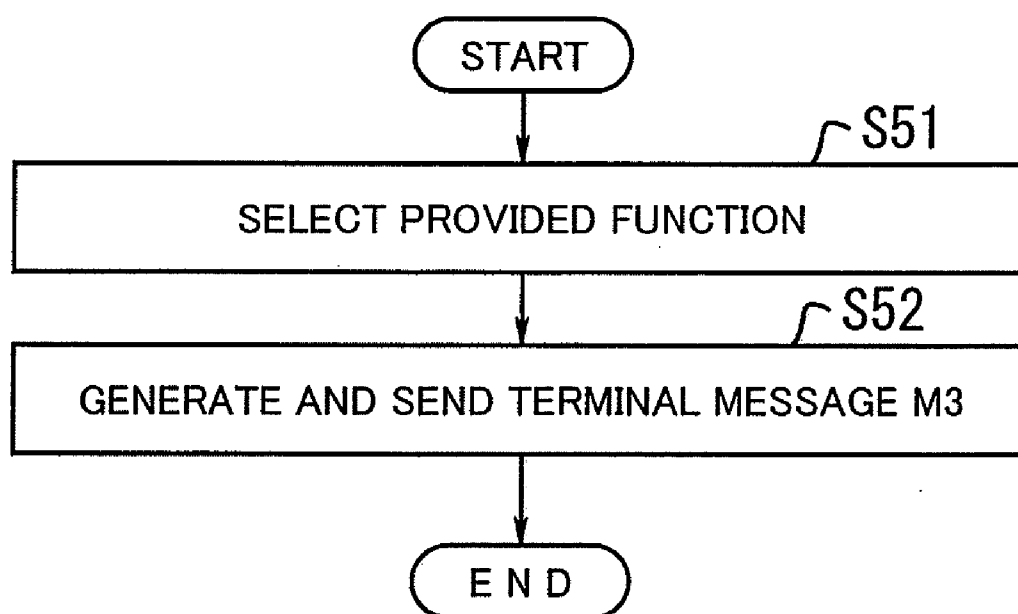 START
S51
SELECT PROVIDED FUNCTION
S52
GENERATE AND SEND TERMINAL MESSAGE M3
END